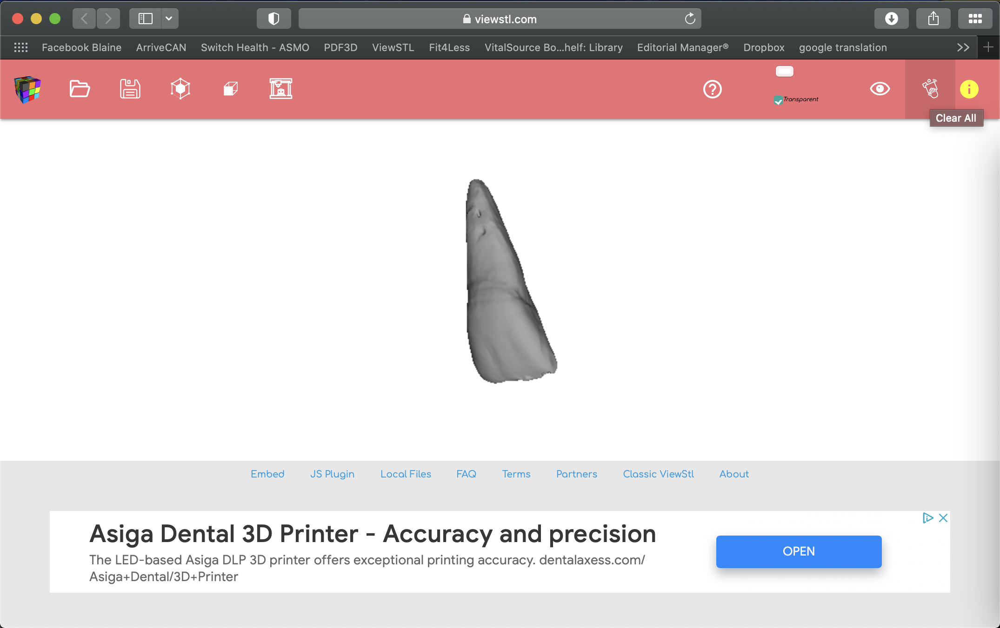 viewstl.com
Facebook Blaine ArriveCAN Switch Health - ASMO PDF3D ViewSTL Fit4Less VitalSource Bo...helf: Library Editorial Manager® Dropbox google translation
Transparent
Clear All
Embed JS Plugin Local Files FAQ Terms Partners Classic ViewStl About
Asiga Dental 3D Printer - Accuracy and precision
The LED-based Asiga DLP 3D printer offers exceptional printing accuracy. dentalaxess.com/
Asiga+Dental/3D+Printer
OPEN